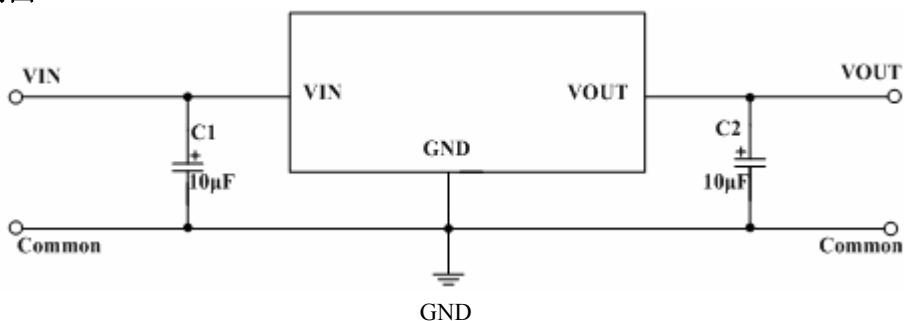 VIN
VOUT
VIN
VOUT
C1
+
C2
+
GND
10μF
10μF
Common
Common
GND